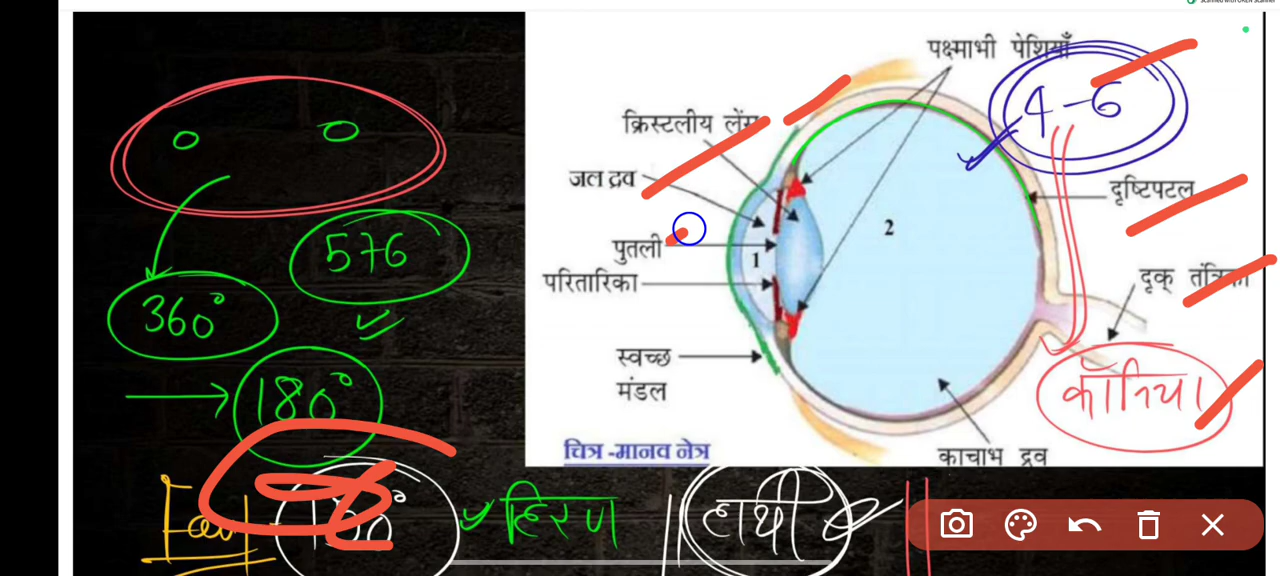 पक्ष्माभी पेशियाँ
4-6
क्रिस्टलीय लेंस
जल द्रव
दृष्टिपटल
2
576
पुतली
1
परितारिका
दृक् तंत्रिका
360°
180°
स्वच्छ
मंडल
कॉर्निया
चित्र -मानव नेत्र
काचाभ द्रव
हिरण
हाथी